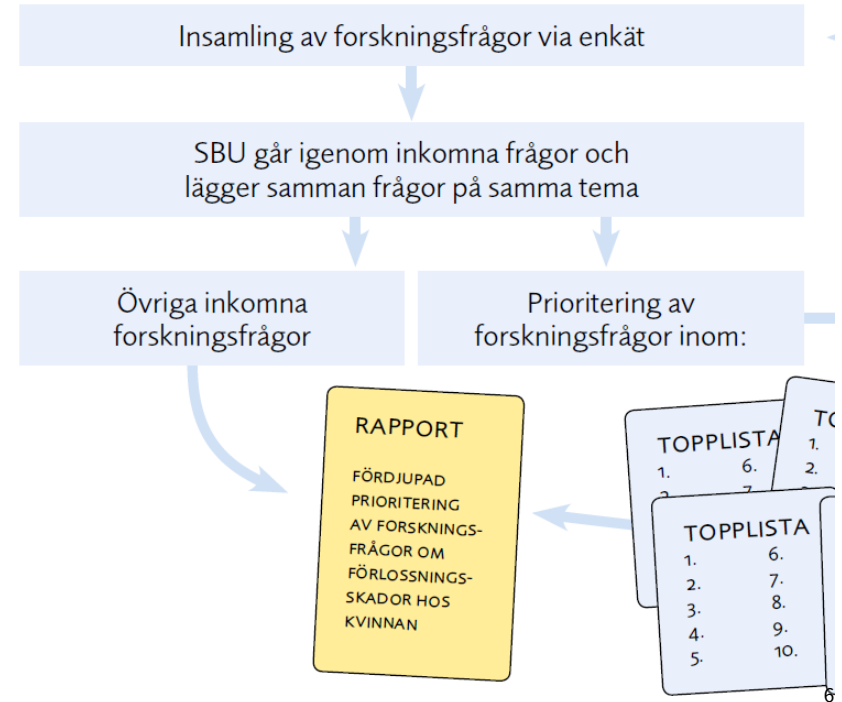 Insamling av forskningsfrågor via enkät
SBU går igenom inkomna frågor och
lägger samman frågor på samma tema
Övriga inkomna
forskningsfrågor
Prioritering av
forskningsfrågor inom:
RAPPORT
FÖRDJUPAD
PRIORITERING
AV FORSKNINGS-
FRÅGOR OM
FÖRLOSSNINGS-
SKADOR HOS
KVINNAN
TOPPLISTA
1.
6.
1.
2.
TOPPLISTA
1.
2.
3.
4.
5.
6.
7.
8.
9.
10.
6